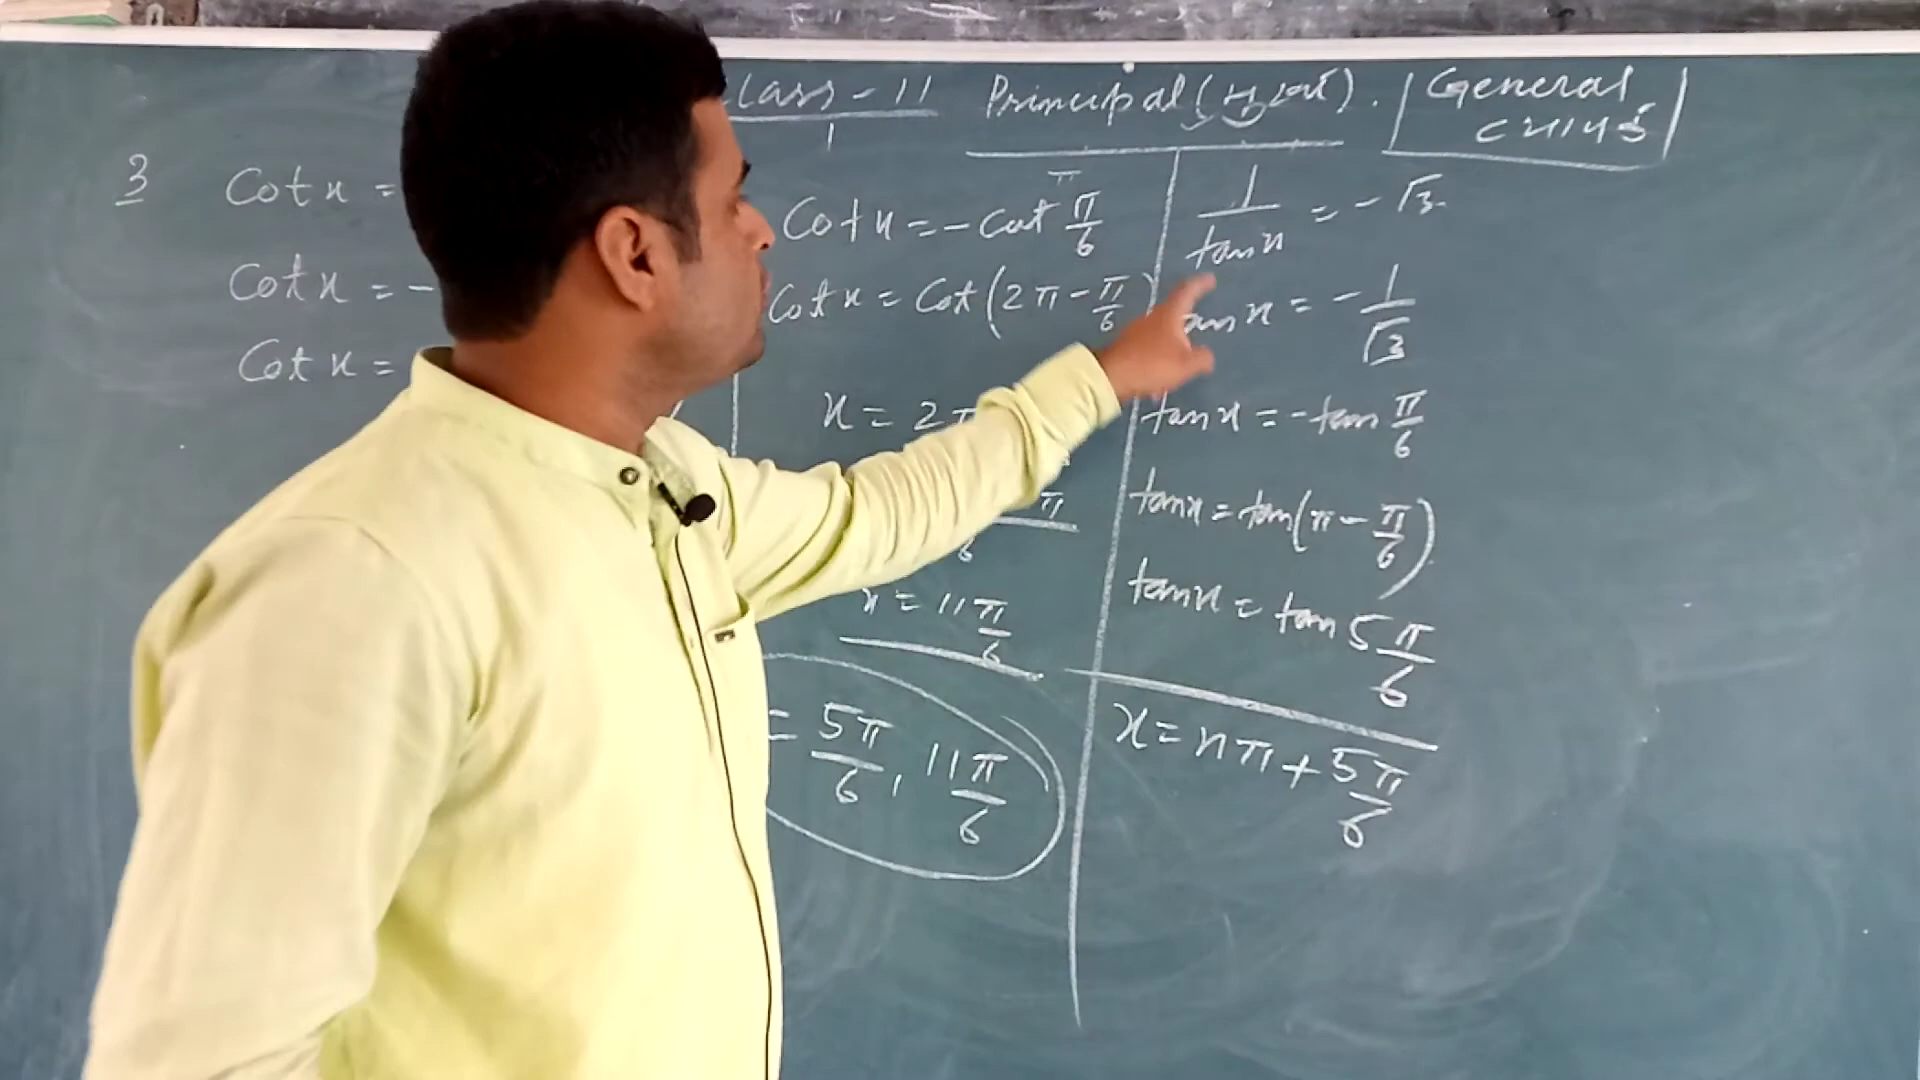 Class - 11 Principal (मुख्य). General
व्यापक
3 Cot x =
Cot x = -
Cot x =
π
Cot x = - cot π/6
Cot x = Cot (2π - π/6)
x = 2π
π
6
x = 11π/6
= 5π/6, 11π/6
1/tan x = - √3
tan x = - 1/√3
tan x = - tan π/6
tan x = tan (π - π/6)
tan x = tan 5π/6
x = nπ + 5π/6